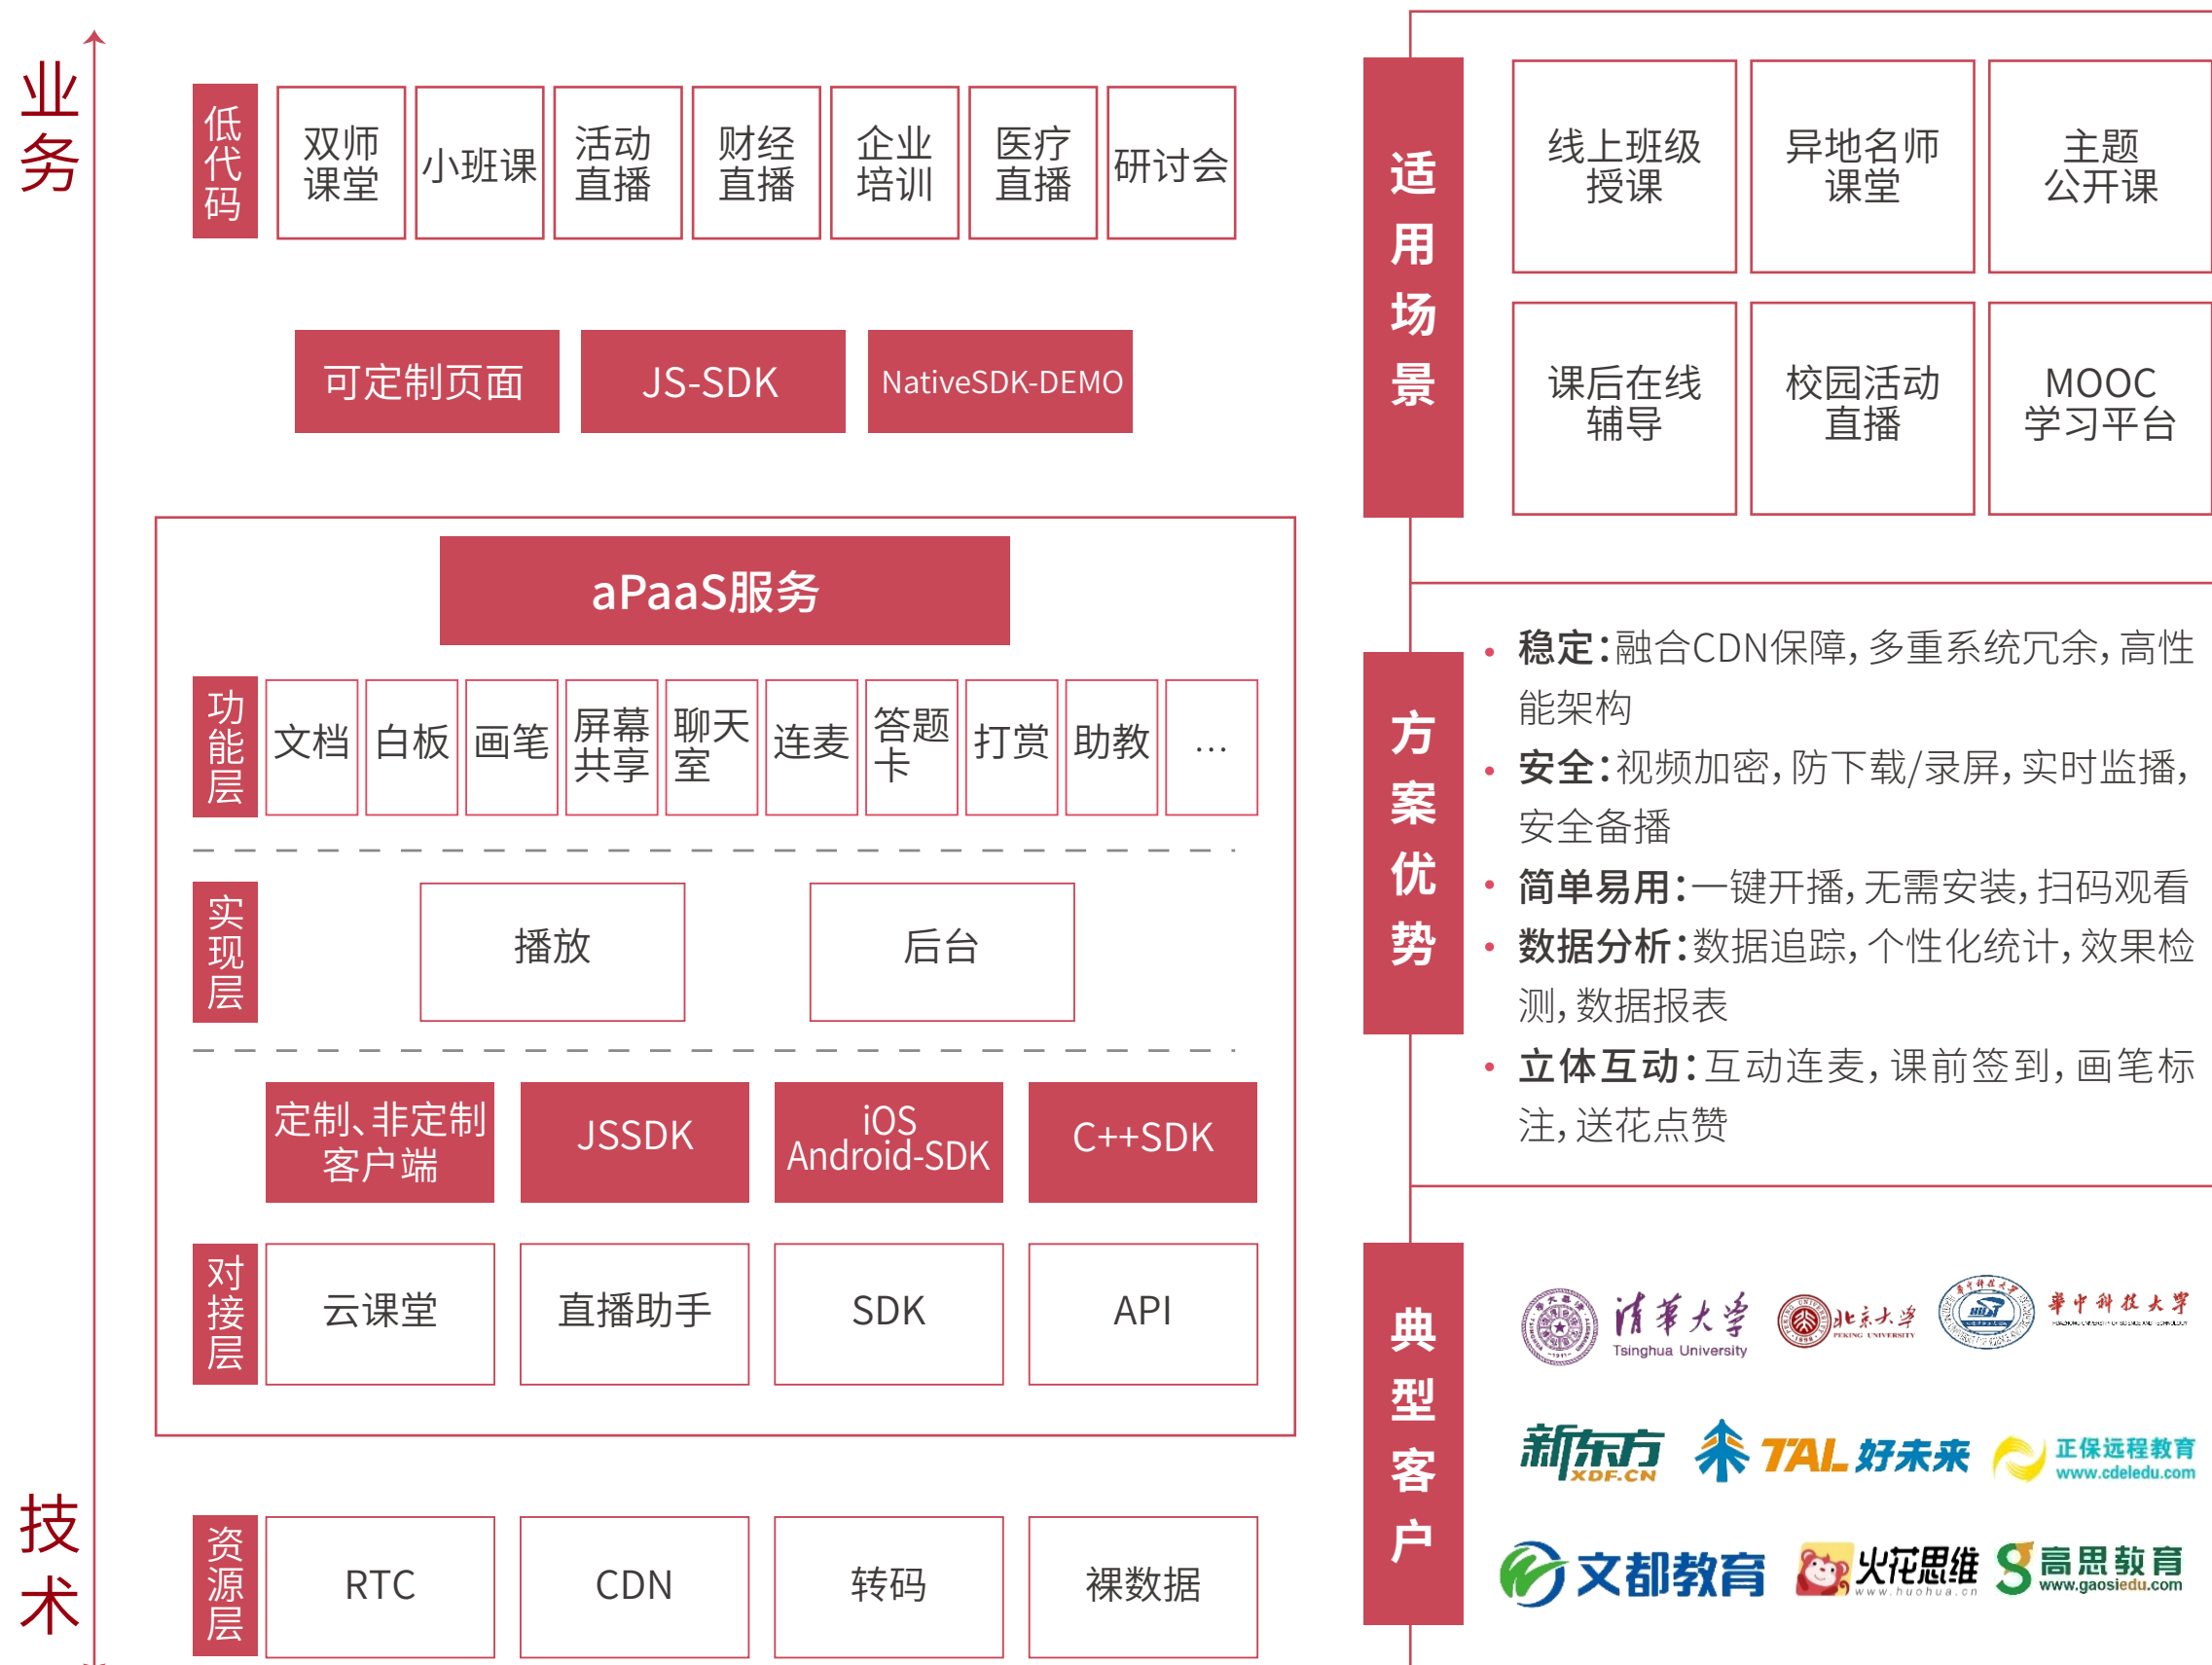 业
务
低
代
码
双师
课堂
小班课
活动
直播
财经
直播
企业
培训
医疗
直播
研讨会
可定制页面
JS-SDK
NativeSDK-DEMO
aPaaS服务
功
能
层
文档
白板
画笔
屏幕
共享
聊天
室
连麦
答题
卡
打赏
助教
…
实
现
层
播放
后台
定制、非定制
客户端
JSSDK
iOS
Android-SDK
C++SDK
对
接
层
云课堂
直播助手
SDK
API
技
术
资
源
层
RTC
CDN
转码
裸数据
适
用
场
景
线上班级
授课
异地名师
课堂
主题
公开课
课后在线
辅导
校园活动
直播
MOOC
学习平台
方
案
优
势
• 稳定：融合CDN保障，多重系统冗余，高性
能架构
• 安全：视频加密，防下载/录屏，实时监播，
安全备播
• 简单易用：一键开播，无需安装，扫码观看
• 数据分析：数据追踪，个性化统计，效果检
测，数据报表
• 立体互动：互动连麦，课前签到，画笔标
注，送花点赞
典
型
客
户
清華大学
Tsinghua University
北京大学
PEKING UNIVERSITY
華中科技大学
新东方
XDF.CN
TAL 好未来
正保远程教育
www.cdeledu.com
文都教育
火花思维
www.huohua.cn
高思教育
www.gaosiedu.com